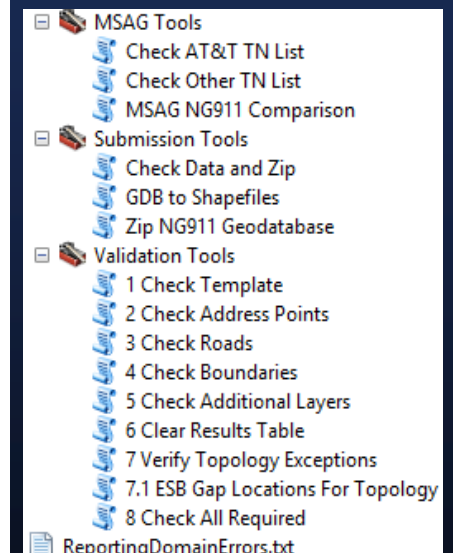 MSAG Tools
Check AT&T TN List
Check Other TN List
MSAG NG911 Comparison
Submission Tools
Check Data and Zip
GDB to Shapefiles
Zip NG911 Geodatabase
Validation Tools
1 Check Template
2 Check Address Points
3 Check Roads
4 Check Boundaries
5 Check Additional Layers
6 Clear Results Table
7 Verify Topology Exceptions
7.1 ESB Gap Locations For Topology
8 Check All Required
ReportingDomainErrors.txt